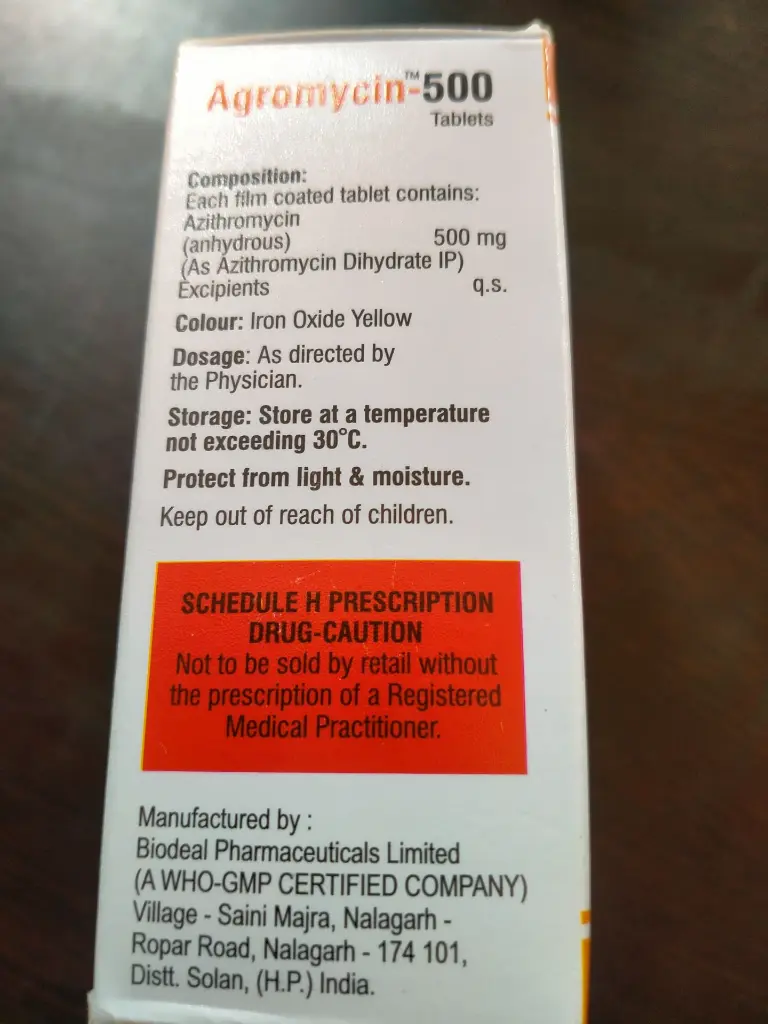 Agromycin™-500
Tablets
Composition:
Each film coated tablet contains:
Azithromycin
(anhydrous) 500 mg
(As Azithromycin Dihydrate IP)
Excipients q.s.
Colour: Iron Oxide Yellow
Dosage: As directed by
the Physician.
Storage: Store at a temperature
not exceeding 30°C.
Protect from light & moisture.
Keep out of reach of children.
SCHEDULE H PRESCRIPTION
DRUG-CAUTION
Not to be sold by retail without
the prescription of a Registered
Medical Practitioner.
Manufactured by :
Biodeal Pharmaceuticals Limited
(A WHO-GMP CERTIFIED COMPANY)
Village - Saini Majra, Nalagarh -
Ropar Road, Nalagarh - 174 101,
Distt. Solan, (H.P.) India.